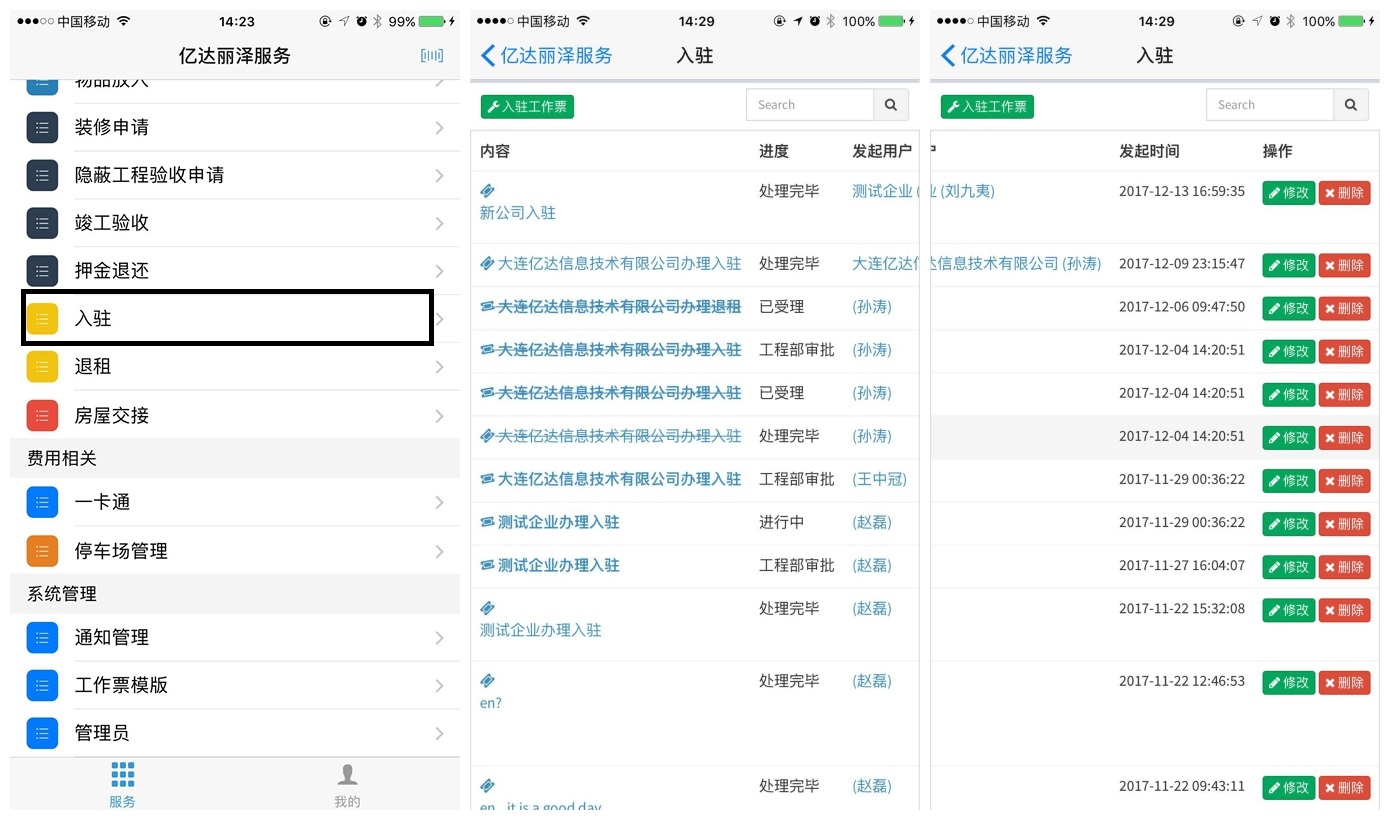 中国移动 14:23 99%
亿达丽泽服务
物品放入
装修申请
隐蔽工程验收申请
竣工验收
押金退还
入驻
退租
房屋交接
费用相关
一卡通
停车场管理
系统管理
通知管理
工作票模版
管理员
服务 我的
中国移动 14:29 100%
亿达丽泽服务 入驻
入驻工作票 Search
内容 进度 发起用户
处理完毕 测试企业 (
新公司入驻
大连亿达信息技术有限公司办理入驻 处理完毕 大连亿达信
大连亿达信息技术有限公司办理退租 已受理 (孙涛)
大连亿达信息技术有限公司办理入驻 工程部审批 (孙涛)
大连亿达信息技术有限公司办理入驻 已受理 (孙涛)
大连亿达信息技术有限公司办理入驻 处理完毕 (孙涛)
大连亿达信息技术有限公司办理入驻 工程部审批 (王中冠)
测试企业办理入驻 进行中 (赵磊)
测试企业办理入驻 工程部审批 (赵磊)
处理完毕 (赵磊)
测试企业办理入驻
处理完毕 (赵磊)
en?
处理完毕 (赵磊)
en , it is a good day
中国移动 14:29 100%
亿达丽泽服务 入驻
入驻工作票 Search
户 发起时间 操作
业 (刘九夷) 2017-12-13 16:59:35 修改 删除
达信息技术有限公司 (孙涛) 2017-12-09 23:15:47 修改 删除
2017-12-06 09:47:50 修改 删除
2017-12-04 14:20:51 修改 删除
2017-12-04 14:20:51 修改 删除
2017-12-04 14:20:51 修改 删除
2017-11-29 00:36:22 修改 删除
2017-11-29 00:36:22 修改 删除
2017-11-27 16:04:07 修改 删除
2017-11-22 15:32:08 修改 删除
2017-11-22 12:46:53 修改 删除
2017-11-22 09:43:11 修改 删除